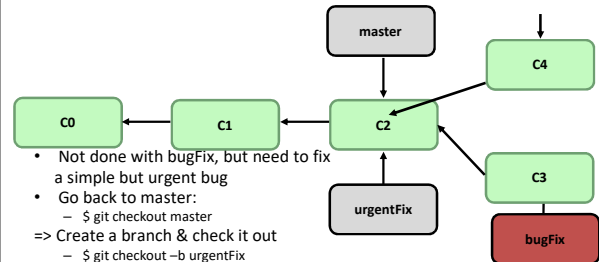 master
C4
C0
C1
C2
• Not done with bugFix, but need to fix
a simple but urgent bug
• Go back to master:
– $ git checkout master
=> Create a branch & check it out
– $ git checkout –b urgentFix
urgentFix
C3
bugFix